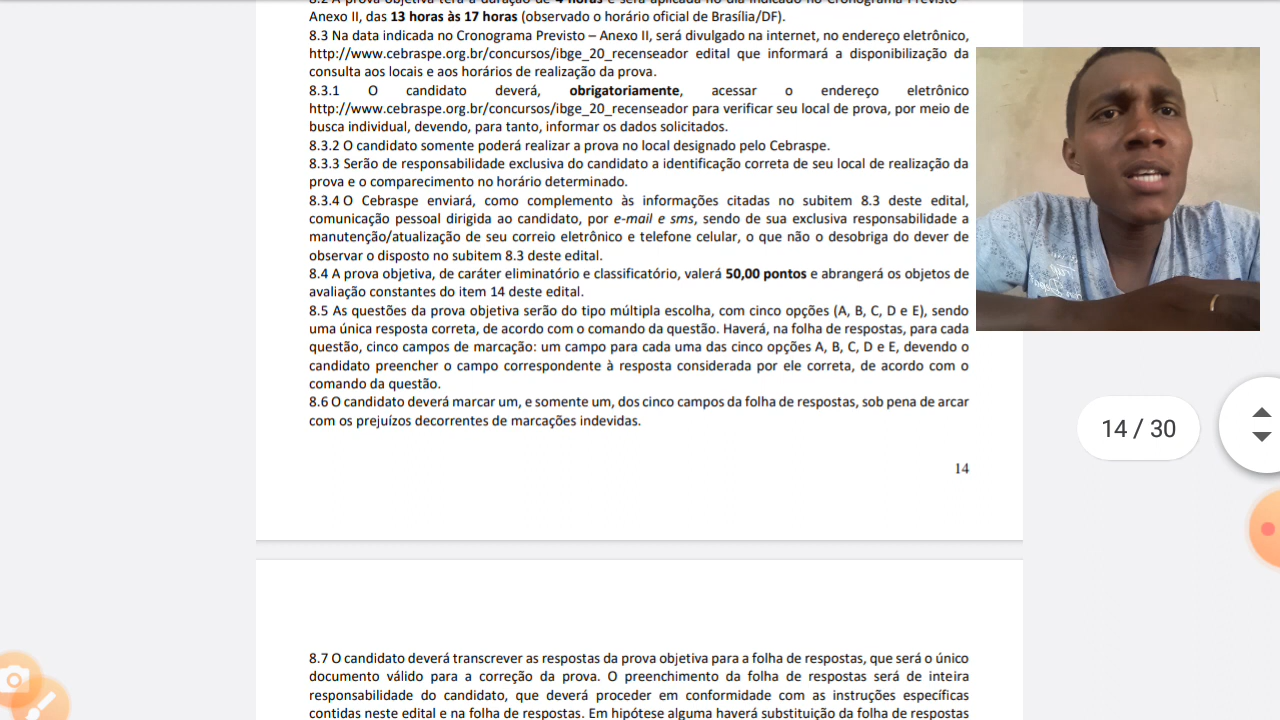 8.2 A prova objetiva terá a duração de 4 horas e será aplicada no dia indicado no Cronograma Previsto –
Anexo II, das 13 horas às 17 horas (observado o horário oficial de Brasília/DF).
8.3 Na data indicada no Cronograma Previsto – Anexo II, será divulgado na internet, no endereço eletrônico,
http://www.cebraspe.org.br/concursos/ibge_20_recenseador edital que informará a disponibilização da
consulta aos locais e aos horários de realização da prova.
8.3.1 O candidato deverá, obrigatoriamente, acessar o endereço eletrônico
http://www.cebraspe.org.br/concursos/ibge_20_recenseador para verificar seu local de prova, por meio de
busca individual, devendo, para tanto, informar os dados solicitados.
8.3.2 O candidato somente poderá realizar a prova no local designado pelo Cebraspe.
8.3.3 Serão de responsabilidade exclusiva do candidato a identificação correta de seu local de realização da
prova e o comparecimento no horário determinado.
8.3.4 O Cebraspe enviará, como complemento às informações citadas no subitem 8.3 deste edital,
comunicação pessoal dirigida ao candidato, por e-mail e sms, sendo de sua exclusiva responsabilidade a
manutenção/atualização de seu correio eletrônico e telefone celular, o que não o desobriga do dever de
observar o disposto no subitem 8.3 deste edital.
8.4 A prova objetiva, de caráter eliminatório e classificatório, valerá 50,00 pontos e abrangerá os objetos de
avaliação constantes do item 14 deste edital.
8.5 As questões da prova objetiva serão do tipo múltipla escolha, com cinco opções (A, B, C, D e E), sendo
uma única resposta correta, de acordo com o comando da questão. Haverá, na folha de respostas, para cada
questão, cinco campos de marcação: um campo para cada uma das cinco opções A, B, C, D e E, devendo o
candidato preencher o campo correspondente à resposta considerada por ele correta, de acordo com o
comando da questão.
8.6 O candidato deverá marcar um, e somente um, dos cinco campos da folha de respostas, sob pena de arcar
com os prejuízos decorrentes de marcações indevidas.
14 / 30
14
8.7 O candidato deverá transcrever as respostas da prova objetiva para a folha de respostas, que será o único
documento válido para a correção da prova. O preenchimento da folha de respostas será de inteira
responsabilidade do candidato, que deverá proceder em conformidade com as instruções específicas
contidas neste edital e na folha de respostas. Em hipótese alguma haverá substituição da folha de respostas